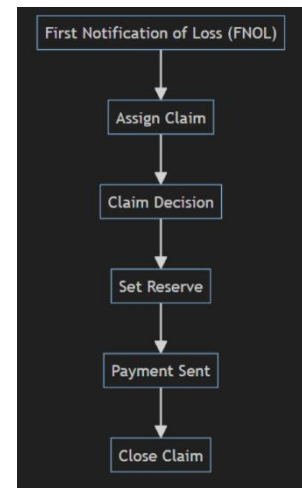 First Notification of Loss (FNOL)
Assign Claim
Claim Decision
Set Reserve
Payment Sent
Close Claim